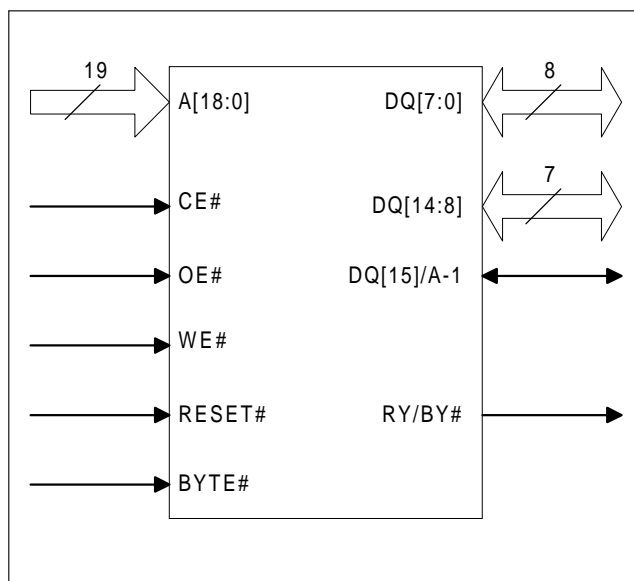 19
8
A[18:0]
DQ[7:0]
7
CE#
DQ[14:8]
OE#
DQ[15]/A-1
WE#
RESET#
RY/BY#
BYTE#